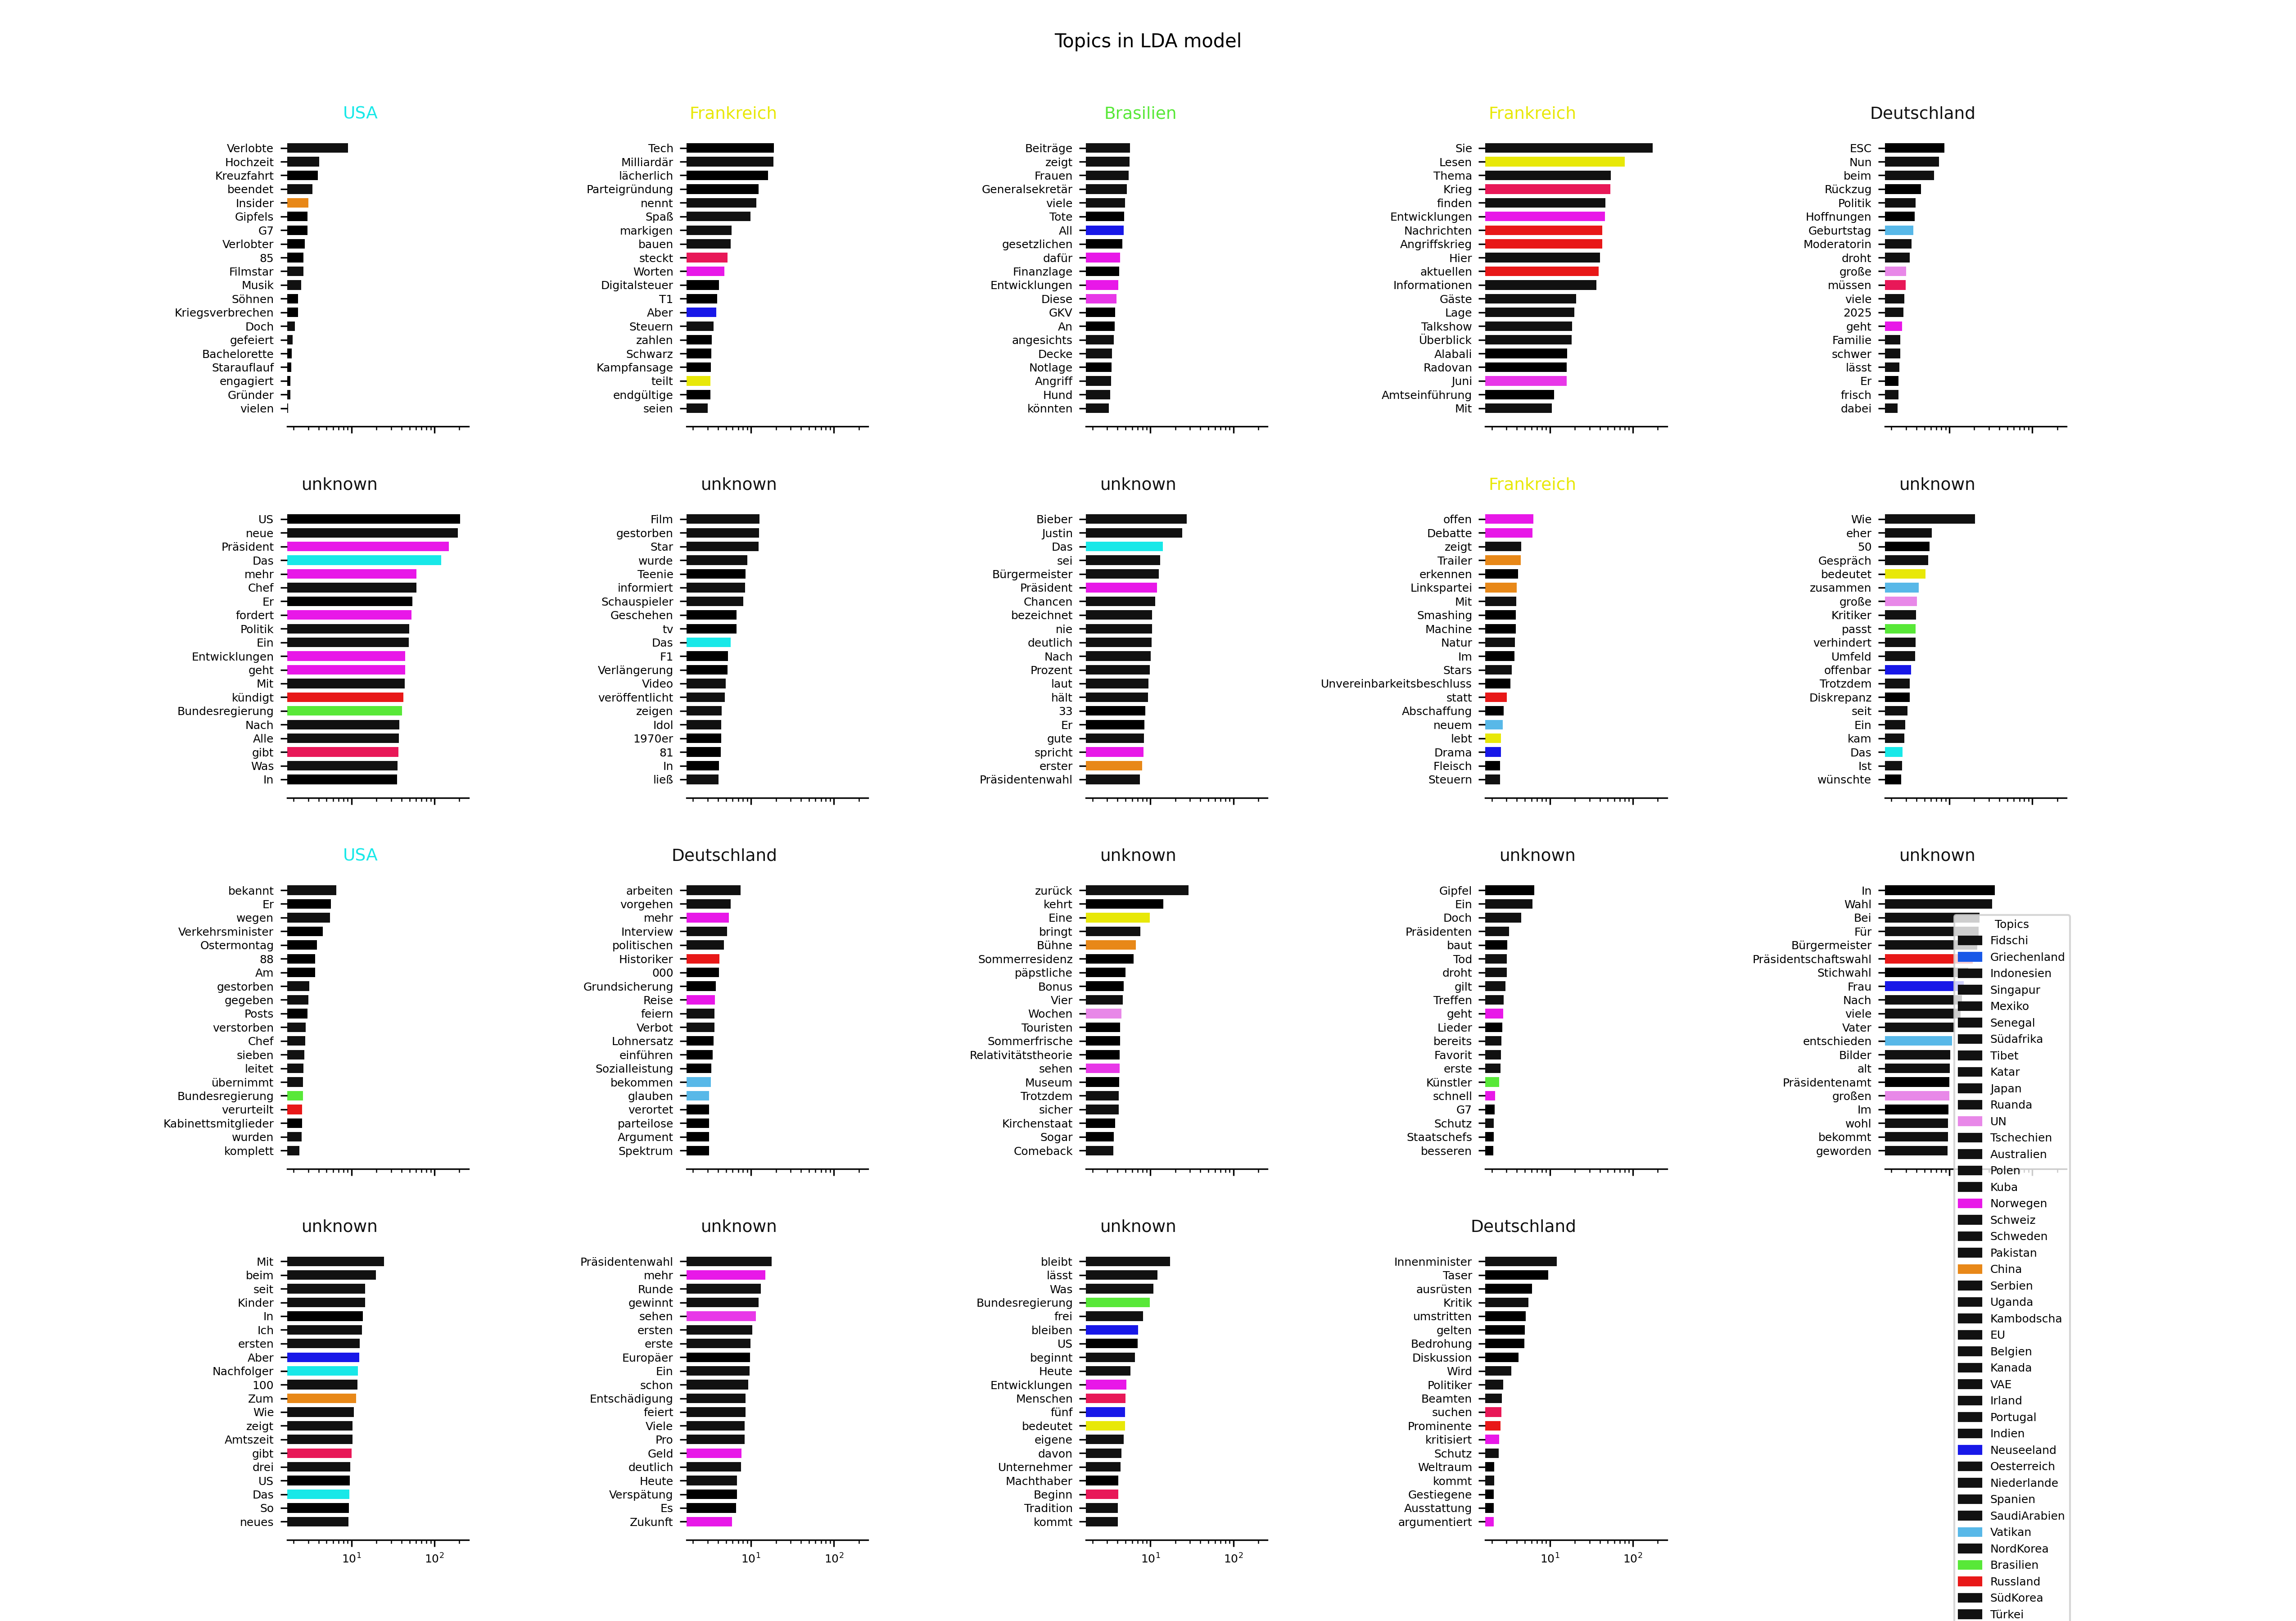 Topics in LDA model
USA
Verlobte
Hochzeit
Kreuzfahrt
beendet
Insider
Gipfels
G7
Verlobter
85
Filmstar
Musik
Söhnen
Kriegsverbrechen
Doch
gefeiert
Bachelorette
Starauflauf
engagiert
Gründer
vielen
Frankreich
Tech
Milliardär
lächerlich
Parteigründung
nennt
Spaß
markigen
bauen
steckt
Worten
Digitalsteuer
T1
Aber
Steuern
zahlen
Schwarz
Kampfansage
teilt
endgültige
seien
Brasilien
Beiträge
zeigt
Frauen
Generalsekretär
viele
Tote
All
gesetzlichen
dafür
Finanzlage
Entwicklungen
Diese
GKV
An
angesichts
Decke
Notlage
Angriff
Hund
könnten
Frankreich
Sie
Lesen
Thema
Krieg
finden
Entwicklungen
Nachrichten
Angriffskrieg
Hier
aktuellen
Informationen
Gäste
Lage
Talkshow
Überblick
Alabali
Radovan
Juni
Amtseinführung
Mit
Deutschland
ESC
Nun
beim
Rückzug
Politik
Hoffnungen
Geburtstag
Moderatorin
droht
große
müssen
viele
2025
geht
Familie
schwer
lässt
Er
frisch
dabei
unknown
US
neue
Präsident
Das
mehr
Chef
Er
fordert
Politik
Ein
Entwicklungen
geht
Mit
kündigt
Bundesregierung
Nach
Alle
gibt
Was
In
unknown
Film
gestorben
Star
wurde
Teenie
informiert
Schauspieler
Geschehen
tv
Das
F1
Verlängerung
Video
veröffentlicht
zeigen
Idol
1970er
81
In
ließ
unknown
Bieber
Justin
Das
sei
Bürgermeister
Präsident
Chancen
bezeichnet
nie
deutlich
Nach
Prozent
laut
hält
33
Er
gute
spricht
erster
Präsidentenwahl
Frankreich
offen
Debatte
zeigt
Trailer
erkennen
Linkspartei
Mit
Smashing
Machine
Natur
Im
Stars
Unvereinbarkeitsbeschluss
statt
Abschaffung
neuem
lebt
Drama
Fleisch
Steuern
unknown
Wie
eher
50
Gespräch
bedeutet
zusammen
große
Kritiker
passt
verhindert
Umfeld
offenbar
Trotzdem
Diskrepanz
seit
Ein
kam
Das
Ist
wünschte
USA
bekannt
Er
wegen
Verkehrsminister
Ostermontag
88
Am
gestorben
gegeben
Posts
verstorben
Chef
sieben
leitet
übernimmt
Bundesregierung
verurteilt
Kabinettsmitglieder
wurden
komplett
Deutschland
arbeiten
vorgehen
mehr
Interview
politischen
Historiker
000
Grundsicherung
Reise
feiern
Verbot
Lohnersatz
einführen
Sozialleistung
bekommen
glauben
verortet
parteilose
Argument
Spektrum
unknown
zurück
kehrt
Eine
bringt
Bühne
Sommerresidenz
päpstliche
Bonus
Vier
Wochen
Touristen
Sommerfrische
Relativitätstheorie
sehen
Museum
Trotzdem
sicher
Kirchenstaat
Sogar
Comeback
unknown
Gipfel
Ein
Doch
Präsidenten
baut
Tod
droht
gilt
Treffen
geht
Lieder
bereits
Favorit
erste
Künstler
schnell
G7
Schutz
Staatschefs
besseren
unknown
In
Wahl
Bei
Für
Bürgermeister
Präsidentschaftswahl
Stichwahl
Frau
Nach
viele
Vater
entschieden
Bilder
alt
Präsidentenamt
großen
Im
wohl
bekommt
geworden
unknown
Mit
beim
seit
Kinder
In
Ich
ersten
Aber
Nachfolger
100
Zum
Wie
zeigt
Amtszeit
gibt
drei
US
Das
So
neues
10¹ 10²
unknown
Präsidentenwahl
mehr
Runde
gewinnt
sehen
ersten
erste
Europäer
Ein
schon
Entschädigung
feiert
Viele
Pro
Geld
deutlich
Heute
Verspätung
Es
Zukunft
10¹ 10²
unknown
bleibt
lässt
Was
Bundesregierung
frei
bleiben
US
beginnt
Heute
Entwicklungen
Menschen
fünf
bedeutet
eigene
davon
Unternehmer
Machthaber
Beginn
Tradition
kommt
10¹ 10²
Deutschland
Innenminister
Taser
ausrüsten
Kritik
umstritten
gelten
Bedrohung
Diskussion
Wird
Politiker
Beamten
suchen
Prominente
kritisiert
Schutz
Weltraum
kommt
Gestiegene
Ausstattung
argumentiert
10¹ 10²
Topics
Fidschi
Griechenland
Indonesien
Singapur
Mexiko
Senegal
Südafrika
Tibet
Katar
Japan
Ruanda
UN
Tschechien
Australien
Polen
Kuba
Norwegen
Schweiz
Schweden
Pakistan
China
Serbien
Uganda
Kambodscha
EU
Belgien
Kanada
VAE
Irland
Portugal
Indien
Neuseeland
Oesterreich
Niederlande
Spanien
SaudiArabien
Vatikan
NordKorea
Brasilien
Russland
SüdKorea
Türkei